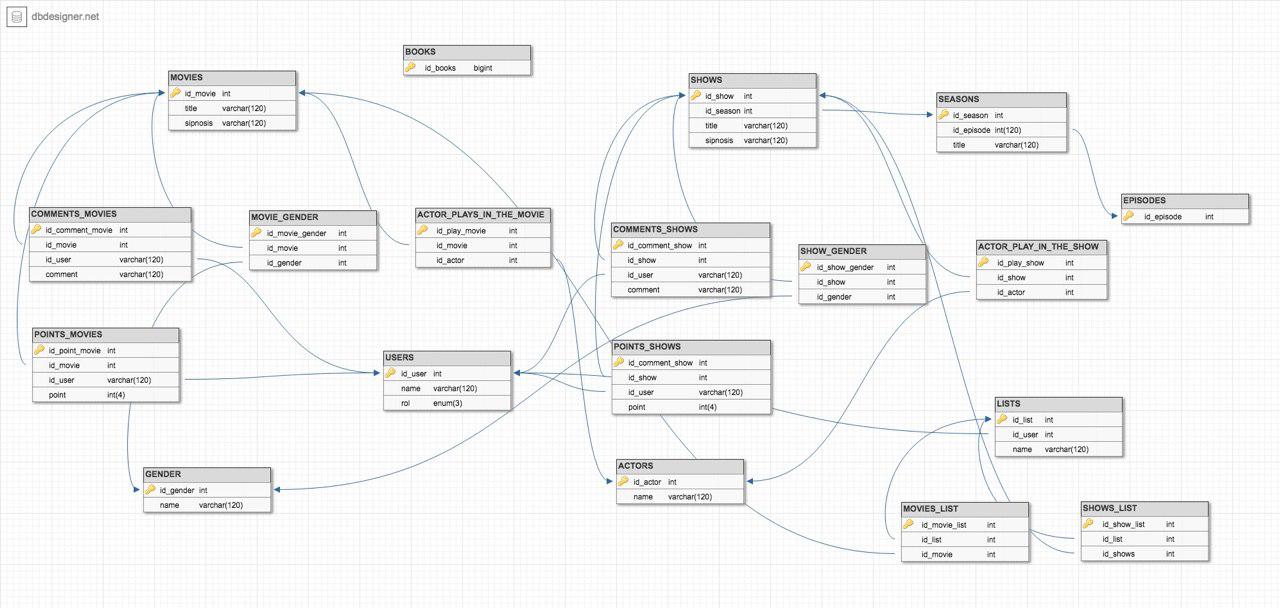 dbdesigner.net
BOOKS
id_books bigint
MOVIES
id_movie int
title varchar(120)
sipnosis varchar(120)
SHOWS
id_show int
id_season int
title varchar(120)
sipnosis varchar(120)
SEASONS
id_season int
id_episode int(120)
title varchar(120)
EPISODES
id_episode int
COMMENTS_MOVIES
id_comment_movie int
id_movie int
id_user varchar(120)
comment varchar(120)
MOVIE_GENDER
id_movie_gender int
id_movie int
id_gender int
ACTOR_PLAYS_IN_THE_MOVIE
id_play_movie int
id_movie int
id_actor int
COMMENTS_SHOWS
id_comment_show int
id_show int
id_user varchar(120)
comment varchar(120)
SHOW_GENDER
id_show_gender int
id_show int
id_gender int
ACTOR_PLAY_IN_THE_SHOW
id_play_show int
id_show int
id_actor int
POINTS_MOVIES
id_point_movie int
id_movie int
id_user varchar(120)
point int(4)
USERS
id_user int
name varchar(120)
rol enum(3)
POINTS_SHOWS
id_comment_show int
id_show int
id_user varchar(120)
point int(4)
LISTS
id_list int
id_user int
name varchar(120)
GENDER
id_gender int
name varchar(120)
ACTORS
id_actor int
name varchar(120)
MOVIES_LIST
id_movie_list int
id_list int
id_movie int
SHOWS_LIST
id_show_list int
id_list int
id_shows int